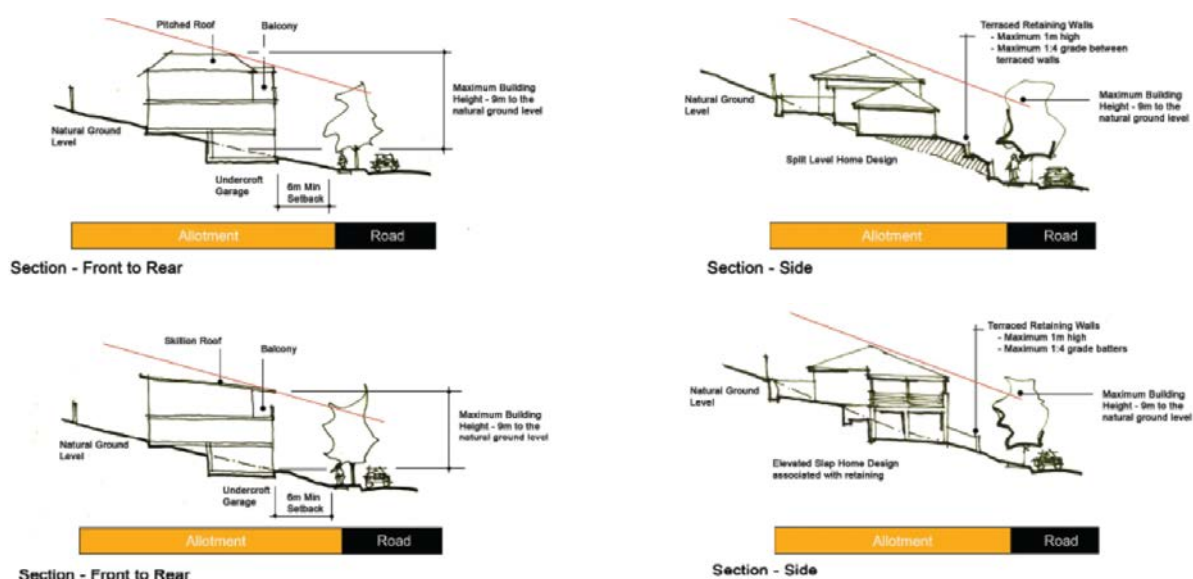 Pitched Roof
Balcony
Maximum Building
Height - 9m to the
natural ground level
Natural Ground
Level
Undercroft
Garage
6m Min
Setback
Allotment
Road
Section - Front to Rear
Terraced Retaining Walls
- Maximum 1m high
- Maximum 1:4 grade between
terraced walls
Natural Ground
Level
Maximum Building
Height - 9m to the
natural ground level
Split Level Home Design
Allotment
Road
Section - Side
Skillion Roof
Balcony
Maximum Building
Height - 9m to the
natural ground level
Natural Ground
Level
Undercroft
Garage
6m Min
Setback
Allotment
Road
Section - Front to Rear
Terraced Retaining Walls
- Maximum 1m high
- Maximum 1:4 grade batters
Natural Ground
Level
Maximum Building
Height - 9m to the
natural ground level
Elevated Slap Home Design
associated with retaining
Allotment
Road
Section - Side